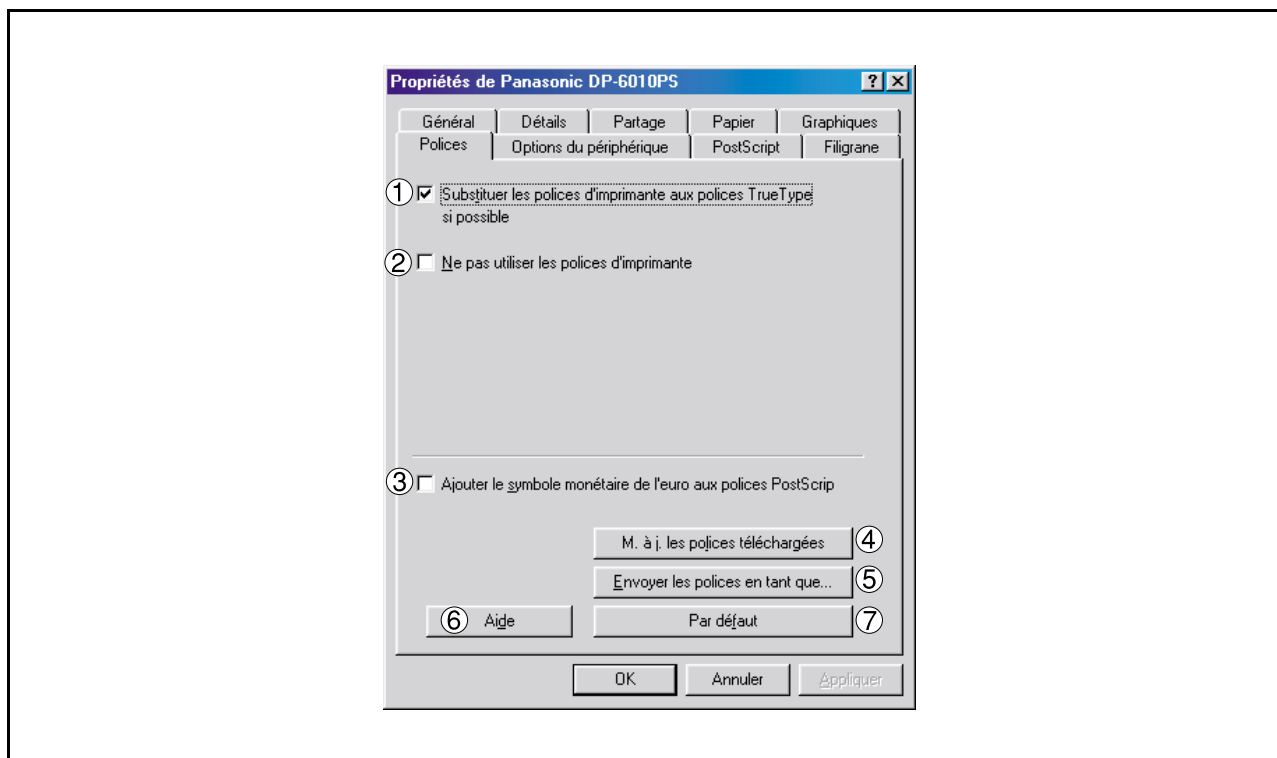 Propriétés de Panasonic DP-6010PS ? ×
Général Détails Partage Papier Graphiques
Polices Options du périphérique PostScript Filigrane
① Substituer les polices d'imprimante aux polices TrueType
si possible
② Ne pas utiliser les polices d'imprimante
③ Ajouter le symbole monétaire de l'euro aux polices PostScrip
M. à j. les polices téléchargées ④
Envoyer les polices en tant que... ⑤
⑥ Aide Par défaut ⑦
OK Annuler Appliquer